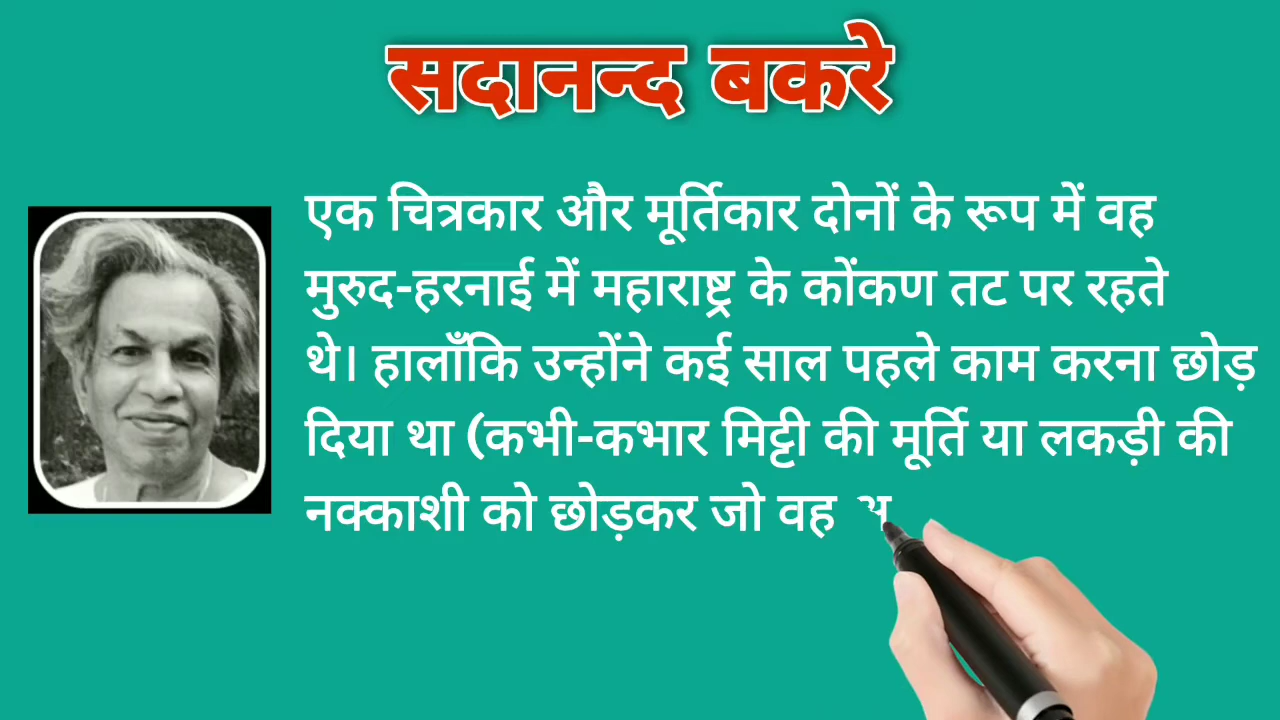 सदानन्द बकरे
एक चित्रकार और मूर्तिकार दोनों के रूप में वह
मुरुद-हरनाई में महाराष्ट्र के कोंकण तट पर रहते
थे। हालाँकि उन्होंने कई साल पहले काम करना छोड़
दिया था (कभी-कभार मिट्टी की मूर्ति या लकड़ी की
नक्काशी को छोड़कर जो वह